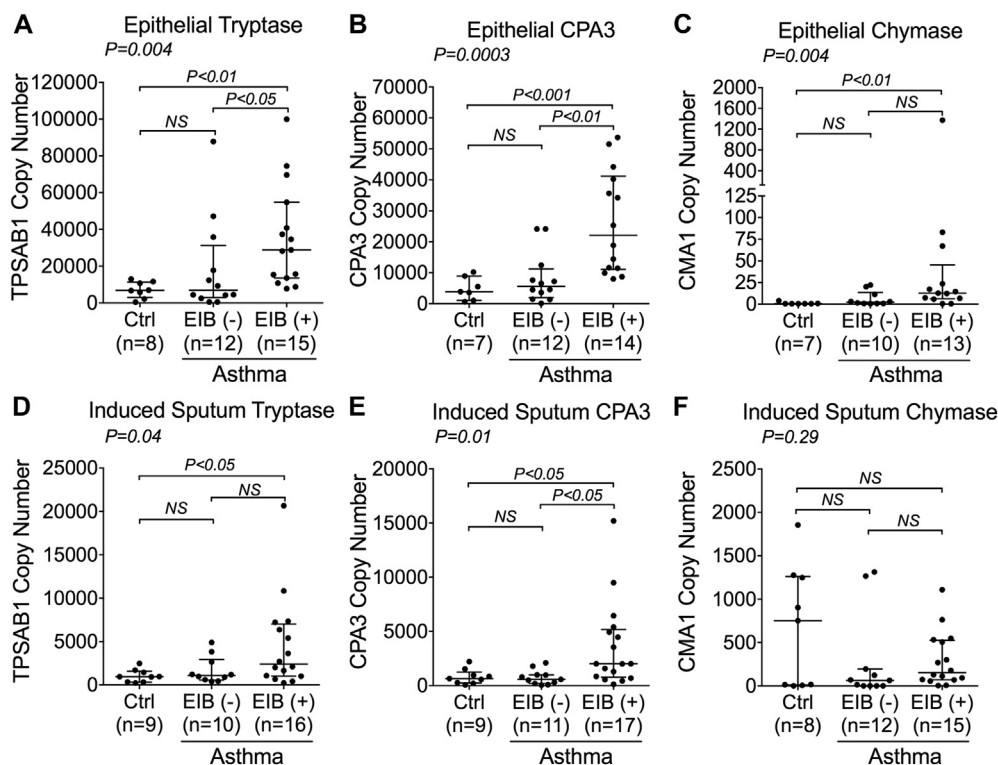 A Epithelial Tryptase
P=0.004
P<0.01
P<0.05
NS
TPSAB1 Copy Number
120000
100000
80000
60000
40000
20000
0
Ctrl EIB (-) EIB (+)
(n=8) (n=12) (n=15)
Asthma
B Epithelial CPA3
P=0.0003
P<0.001
P<0.01
NS
CPA3 Copy Number
70000
60000
50000
40000
30000
20000
10000
0
Ctrl EIB (-) EIB (+)
(n=7) (n=12) (n=14)
Asthma
C Epithelial Chymase
P=0.004
P<0.01
NS
NS
CMA1 Copy Number
2000
1600
1200
800
400
125
100
75
50
25
0
Ctrl EIB (-) EIB (+)
(n=7) (n=10) (n=13)
Asthma
D Induced Sputum Tryptase
P=0.04
P<0.05
NS
NS
TPSAB1 Copy Number
25000
20000
15000
10000
5000
0
Ctrl EIB (-) EIB (+)
(n=9) (n=10) (n=16)
Asthma
E Induced Sputum CPA3
P=0.01
P<0.05
P<0.05
NS
CPA3 Copy Number
20000
15000
10000
5000
0
Ctrl EIB (-) EIB (+)
(n=9) (n=11) (n=17)
Asthma
F Induced Sputum Chymase
P=0.29
NS
NS
NS
CMA1 Copy Number
2500
2000
1500
1000
500
0
Ctrl EIB (-) EIB (+)
(n=8) (n=12) (n=15)
Asthma